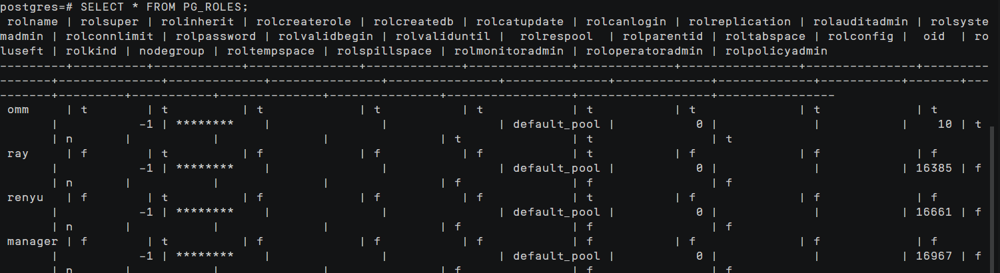 postgres=# SELECT * FROM PG_ROLES;
 rolname | rolsuper | rolinherit | rolcreaterole | rolcreatedb | rolcatupdate | rolcanlogin | rolreplication | rolauditadmin | rolsyste
madmin | rolconnlimit | rolpassword | rolvalidbegin | rolvaliduntil |   rolrespool   | rolparentid | roltabspace | rolconfig |  oid  | ro
luseft | rolkind | nodegroup | roltempspace | rolspillspace | rolmonitoradmin | roloperatoradmin | rolpolicyadmin
---------+----------+------------+---------------+-------------+--------------+-------------+----------------+---------------+---------
-------+--------------+-------------+---------------+---------------+--------------+-------------+-------------+-----------+-------+---
-------+---------+-----------+--------------+---------------+-----------------+------------------+----------------
 omm     | t        | t          | t             | t           | t            | t           | t              | t             | t
       |           -1 | ********    |               |               | default_pool |           0 |             |           |    10 | t
       | n       |           |              |               | t               | t                | t
 ray     | f        | t          | f             | f           | f            | t           | f              | f             | f
       |           -1 | ********    |               |               | default_pool |           0 |             |           | 16385 | f
       | n       |           |              |               | f               | f                | f
 renyu   | f        | t          | f             | f           | f            | t           | f              | f             | f
       |           -1 | ********    |               |               | default_pool |           0 |             |           | 16661 | f
       | n       |           |              |               | f               | f                | f
 manager | f        | t          | f             | f           | f            | f           | f              | f             | f
       |           -1 | ********    |               |               | default_pool |           0 |             |           | 16967 | f
       | n       |           |              |               | f               | f                | f